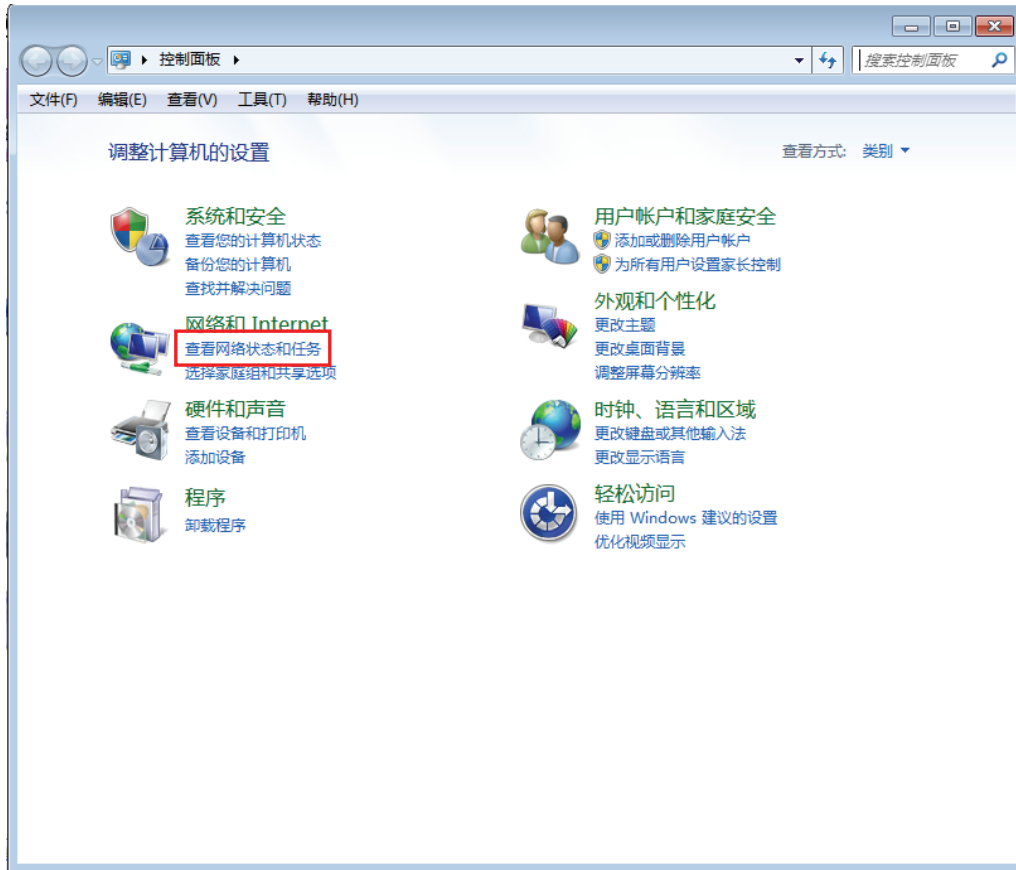 控制面板
搜索控制面板
文件(F) 编辑(E) 查看(V) 工具(T) 帮助(H)
调整计算机的设置
查看方式: 类别
系统和安全
查看您的计算机状态
备份您的计算机
查找并解决问题
网络和 Internet
查看网络状态和任务
选择家庭组和共享选项
硬件和声音
查看设备和打印机
添加设备
程序
卸载程序
用户帐户和家庭安全
添加或删除用户帐户
为所有用户设置家长控制
外观和个性化
更改主题
更改桌面背景
调整屏幕分辨率
时钟、语言和区域
更改键盘或其他输入法
更改显示语言
轻松访问
使用 Windows 建议的设置
优化视频显示